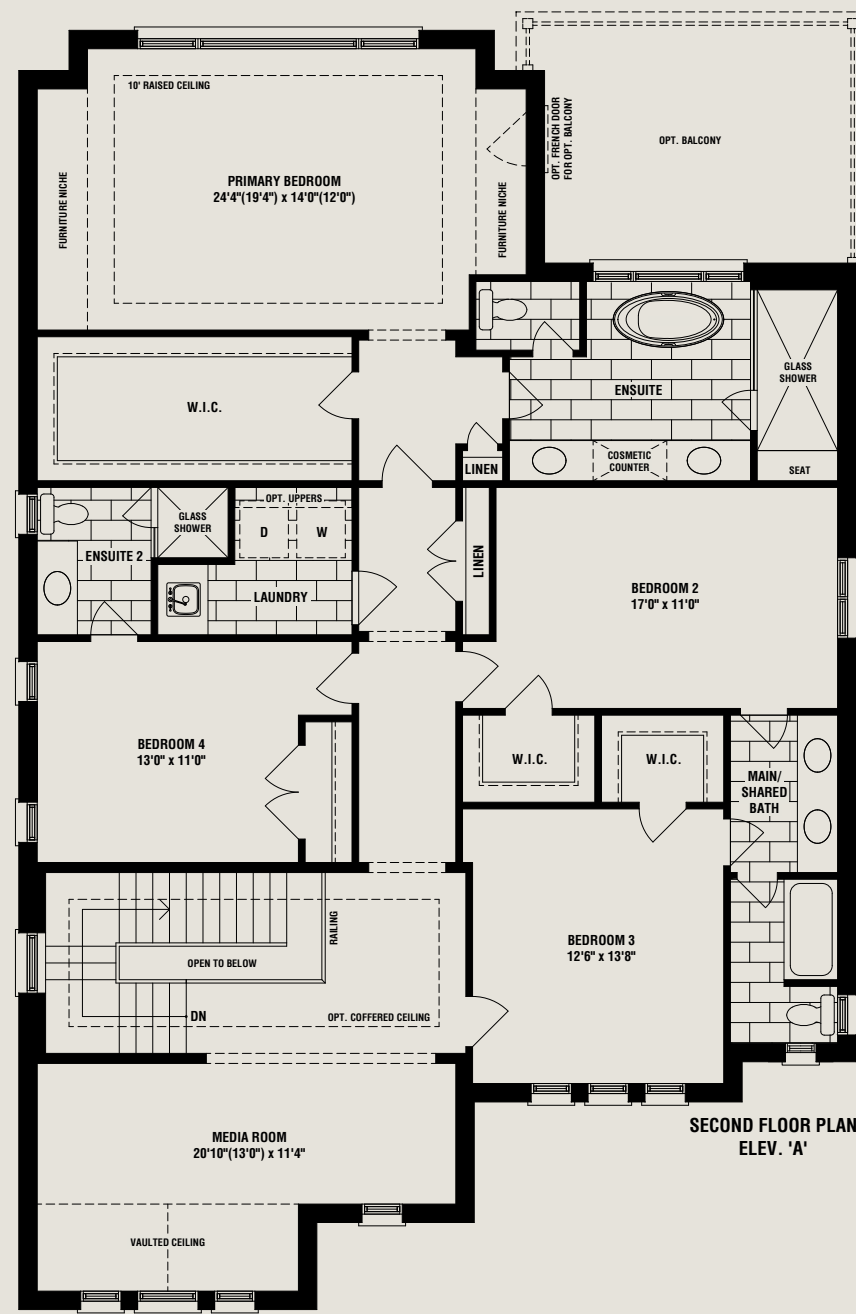 10' RAISED CEILING
PRIMARY BEDROOM
24'4"(19'4") x 14'0"(12'0")
FURNITURE NICHE
FURNITURE NICHE
OPT. FRENCH DOOR
FOR OPT. BALCONY
OPT. BALCONY
W.I.C.
ENSUITE
GLASS
SHOWER
LINEN
COSMETIC
COUNTER
SEAT
GLASS
SHOWER
OPT. UPPERS
D
W
ENSUITE 2
LAUNDRY
LINEN
BEDROOM 2
17'0" x 11'0"
BEDROOM 4
13'0" x 11'0"
W.I.C.
W.I.C.
MAIN/
SHARED
BATH
RAILING
OPEN TO BELOW
DN
OPT. COFFERED CEILING
BEDROOM 3
12'6" x 13'8"
MEDIA ROOM
20'10"(13'0") x 11'4"
VAULTED CEILING
SECOND FLOOR PLAN
ELEV. 'A'